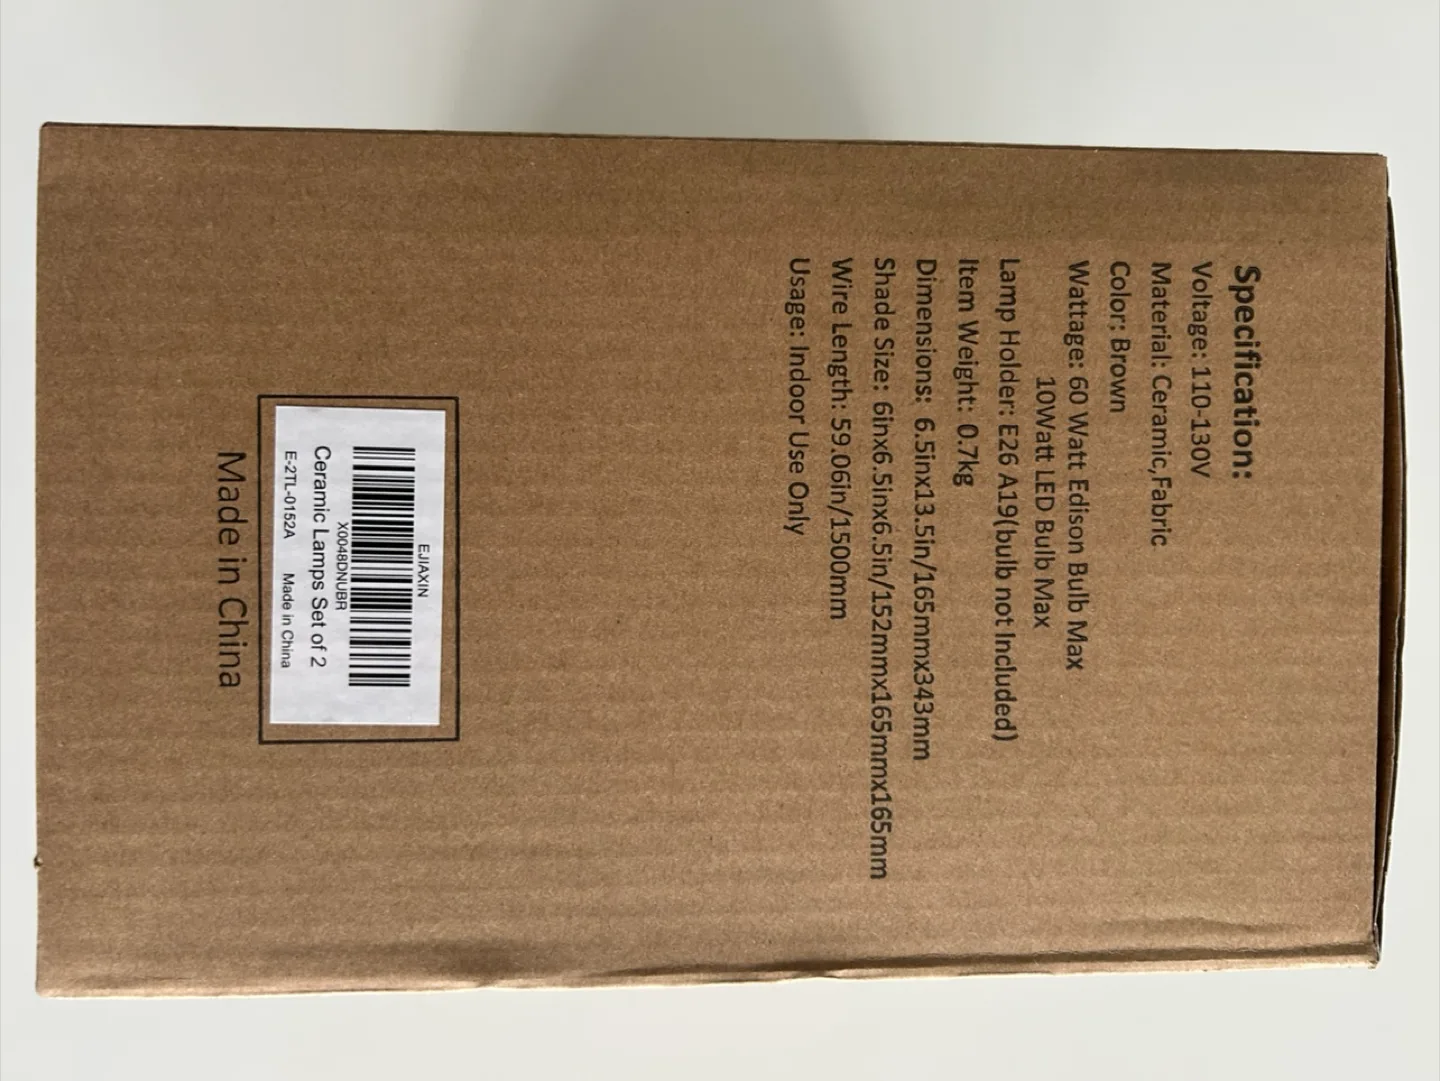 Specification:
Voltage: 110-130V
Material: Ceramic,Fabric
Color: Brown
Wattage: 60 Watt Edison Bulb Max
10Watt LED Bulb Max
Lamp Holder: E26 A19(bulb not Included)
Item Weight: 0.7kg
Dimensions: 6.5inx13.5in/165mmx343mm
Shade Size: 6inx6.5inx6.5in/152mmx165mmx165mm
Wire Length: 59.06in/1500mm
Usage: Indoor Use Only
EJIAXIN
X0048DNUBR
Ceramic Lamps Set of 2
E-2TL-0152A Made in China
Made in China